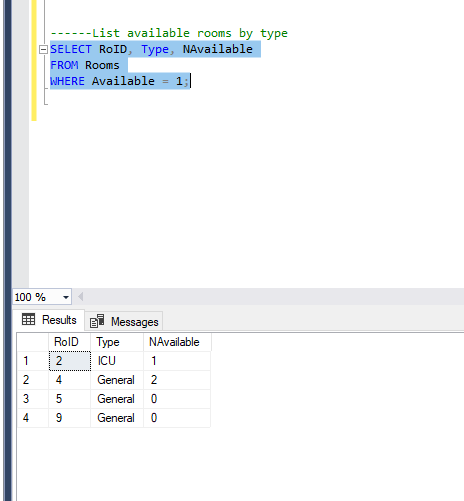 ------List available rooms by type
SELECT RoID, Type, NAvailable
FROM Rooms
WHERE Available = 1;
100 %
Results Messages
RoID Type NAvailable
1 2 ICU 1
2 4 General 2
3 5 General 0
4 9 General 0